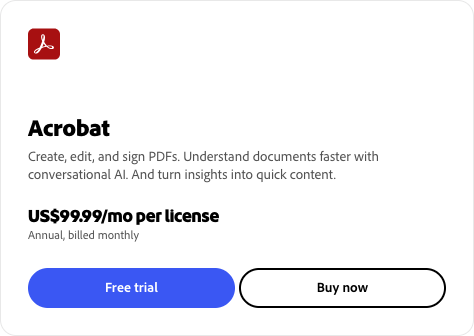 Acrobat
Create, edit, and sign PDFs. Understand documents faster with
conversational AI. And turn insights into quick content.
US$99.99/mo per license
Annual, billed monthly
Free trial
Buy now